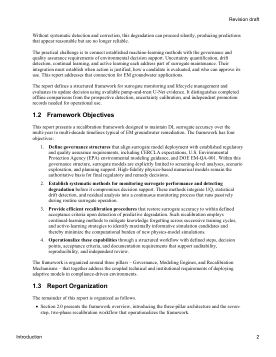 Revision draft
Without systematic detection and correction, this degradation can proceed silently, producing predictions
that appear reasonable but are no longer reliable.
The practical challenge is to connect established machine-learning methods with the governance and
quality assurance requirements of environmental decision support. Uncertainty quantification, drift
detection, continual learning, and active learning each address part of surrogate maintenance. Their
integration must establish when action is justified, how a candidate is evaluated, and who can approve its
use. This report addresses that connection for EM groundwater applications.
The report defines a structured framework for surrogate monitoring and lifecycle management and
evaluates its update decision using available pump-and-treat U-Net evidence. It distinguishes completed
offline comparisons from the prospective detection, uncertainty calibration, and independent promotion
records needed for operational use.
1.2 Framework Objectives
This report presents a recalibration framework designed to maintain DL surrogate accuracy over the
multi-year to multi-decade timelines typical of EM groundwater remediation. The framework has four
objectives:
1. Define governance structures that align surrogate model deployment with established regulatory
and quality assurance requirements, including CERCLA expectations, U.S. Environmental
Protection Agency (EPA) environmental modeling guidance, and DOE EM-QA-001. Within this
governance structure, surrogate models are explicitly limited to screening-level analyses, scenario
exploration, and planning support. High-fidelity physics-based numerical models remain the
authoritative basis for final regulatory and remedy decisions.
2. Establish systematic methods for monitoring surrogate performance and detecting
degradation before it compromises decision support. These methods integrate UQ, statistical
drift detection, and residual analysis into a continuous monitoring process that runs passively
during routine surrogate operation.
3. Provide efficient recalibration procedures that restore surrogate accuracy to within defined
acceptance criteria upon detection of predictive degradation. Such recalibration employs
continual-learning methods to mitigate knowledge forgetting across successive training cycles,
and active-learning strategies to identify maximally informative simulation candidates and
thereby minimize the computational burden of new physics-model simulations.
4. Operationalize these capabilities through a structured workflow with defined steps, decision
points, acceptance criteria, and documentation requirements that support auditability,
reproducibility, and independent review.
The framework is organized around three pillars – Governance, Modeling Engines, and Recalibration
Mechanisms – that together address the coupled technical and institutional requirements of deploying
adaptive models in compliance-driven environments.
1.3 Report Organization
The remainder of this report is organized as follows.
• Section 2.0 presents the framework overview, introducing the three-pillar architecture and the seven-
step, two-phase recalibration workflow that operationalizes the framework.
Introduction 2